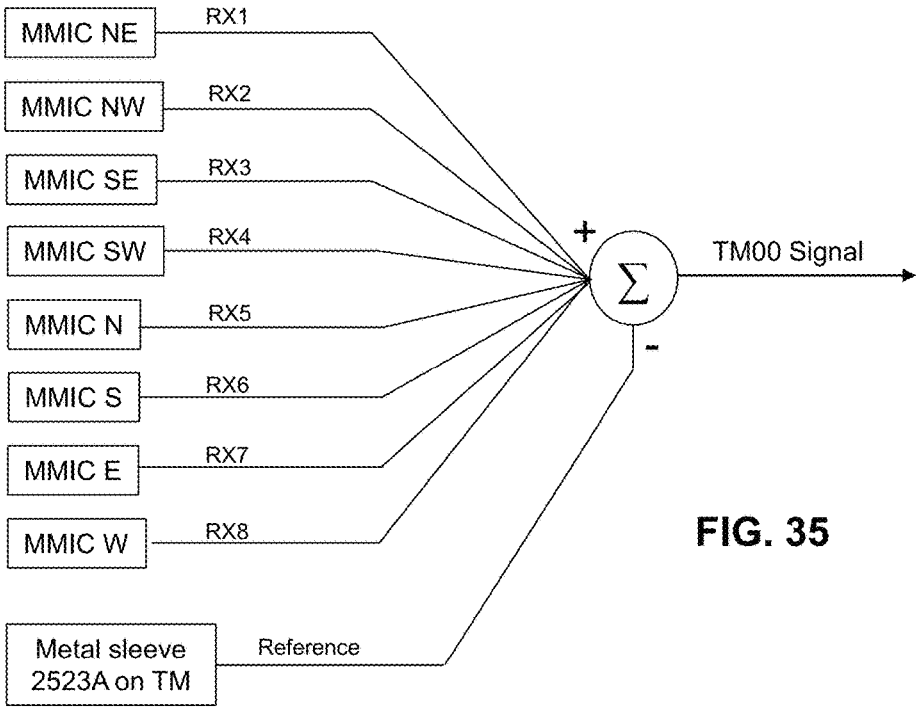 MMIC NE
RX1
MMIC NW
RX2
MMIC SE
RX3
MMIC SW
RX4
+
TM00 Signal
Σ
MMIC N
RX5
-
MMIC S
RX6
MMIC E
RX7
MMIC W
RX8
FIG. 35
Metal sleeve
2523A on TM
Reference